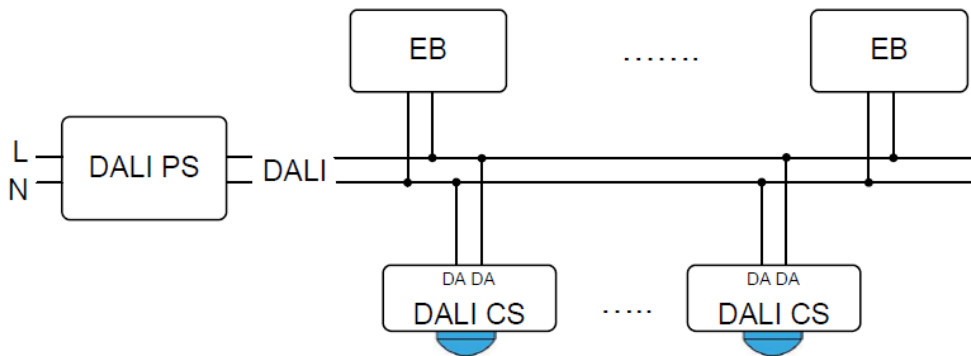 EB
.......
EB
L
N
DALI PS
DALI
DA DA
DALI CS
.....
DA DA
DALI CS